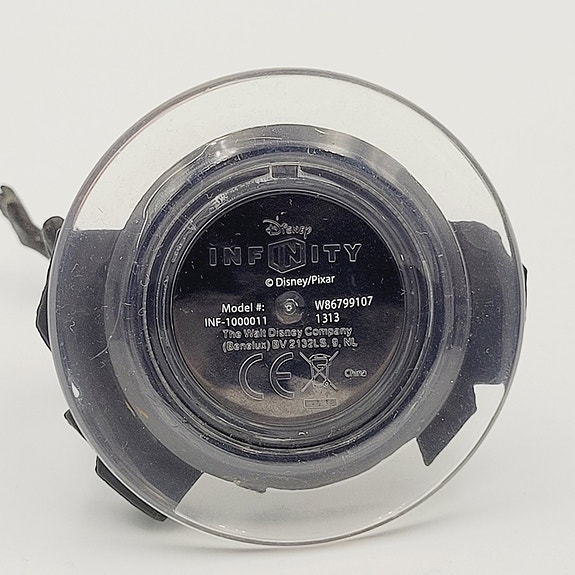 Disney
INFINITY
© Disney/Pixar
Model #: W86799107
INF-1000011 1313
The Walt Disney Company
(Benelux) BV 2132LS, 9, NL
CE
China